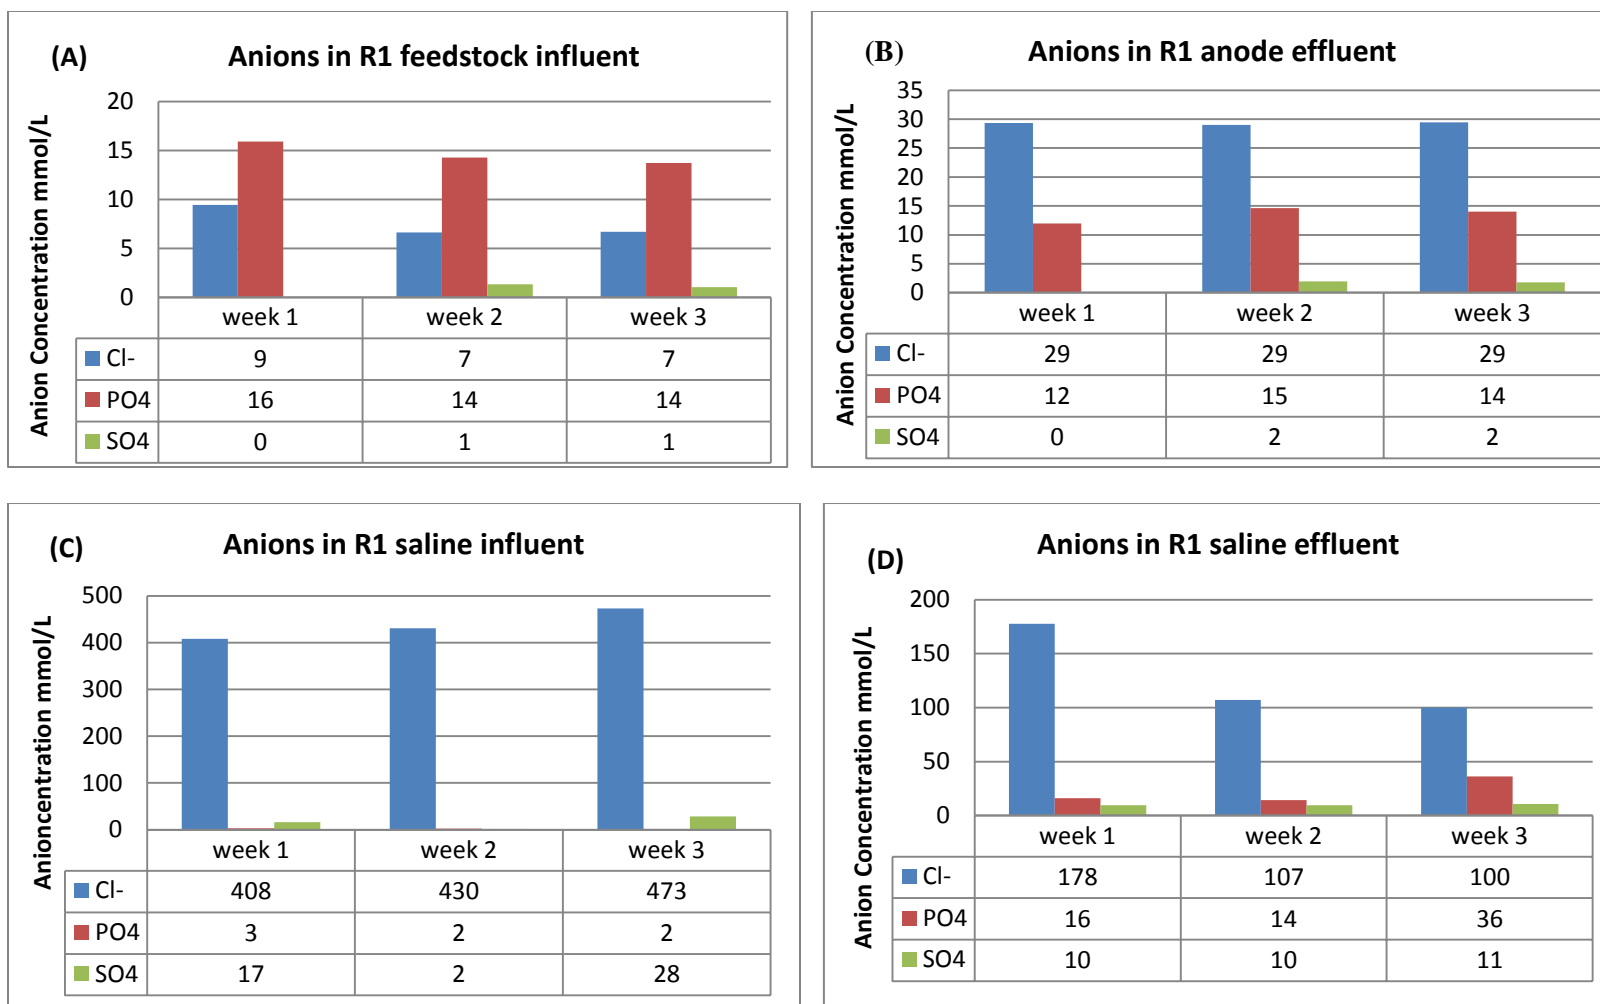 (A) Anions in R1 feedstock influent
Anion Concentration mmol/L
20
15
10
5
0
week 1 week 2 week 3
Cl- 9 7 7
PO4 16 14 14
SO4 0 1 1
(B) Anions in R1 anode effluent
Anion Concentration mmol/L
35
30
25
20
15
10
5
0
week 1 week 2 week 3
Cl- 29 29 29
PO4 12 15 14
SO4 0 2 2
(C) Anions in R1 saline influent
Anioncentration mmol/L
500
400
300
200
100
0
week 1 week 2 week 3
Cl- 408 430 473
PO4 3 2 2
SO4 17 2 28
(D) Anions in R1 saline effluent
Anion Concentration mmol/L
200
150
100
50
0
week 1 week 2 week 3
Cl- 178 107 100
PO4 16 14 36
SO4 10 10 11